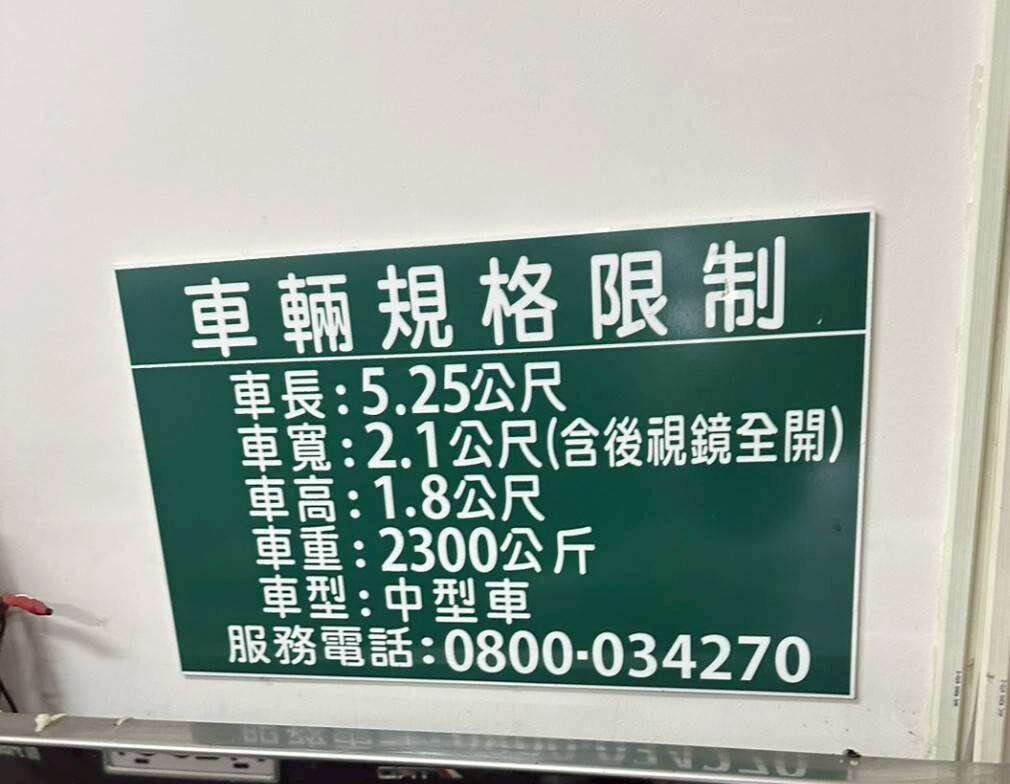 車輛規格限制
車長:5.25公尺
車寬:2.1公尺(含後視鏡全開)
車高:1.8公尺
車重:2300公斤
車型:中型車
服務電話:0800-034270